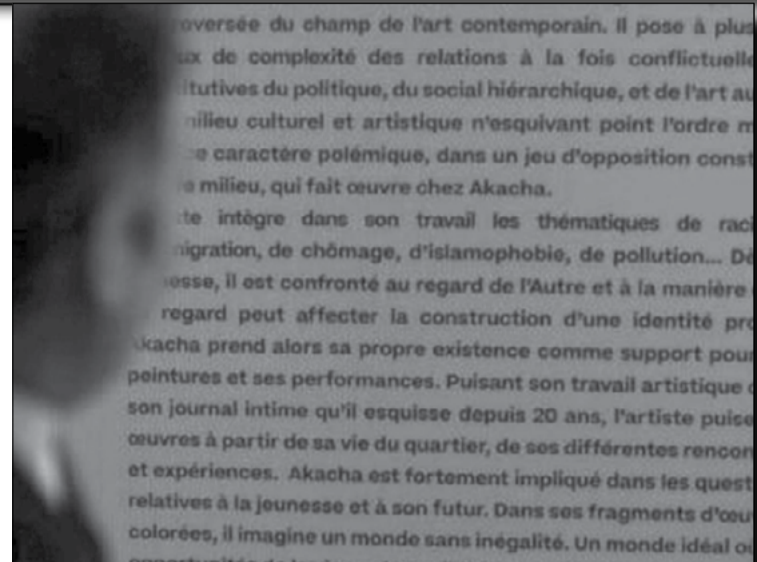 oversée du champ de l'art contemporain. Il pose à plus
ux de complexité des relations à la fois conflictuelle
itutives du politique, du social hiérarchique, et de l'art au
milieu culturel et artistique n'esquivant point l'ordre m
e caractère polémique, dans un jeu d'opposition const
milieu, qui fait œuvre chez Akacha.
te intègre dans son travail les thématiques de raci
migration, de chômage, d'islamophobie, de pollution... Dè
esse, il est confronté au regard de l'Autre et à la manière
regard peut affecter la construction d'une identité pro
Akacha prend alors sa propre existence comme support pour
peintures et ses performances. Puisant son travail artistique
son journal intime qu'il esquisse depuis 20 ans, l'artiste puise
œuvres à partir de sa vie du quartier, de ses différentes rencon
et expériences. Akacha est fortement impliqué dans les quest
relatives à la jeunesse et à son futur. Dans ses fragments d'œu
colorées, il imagine un monde sans inégalité. Un monde idéal où